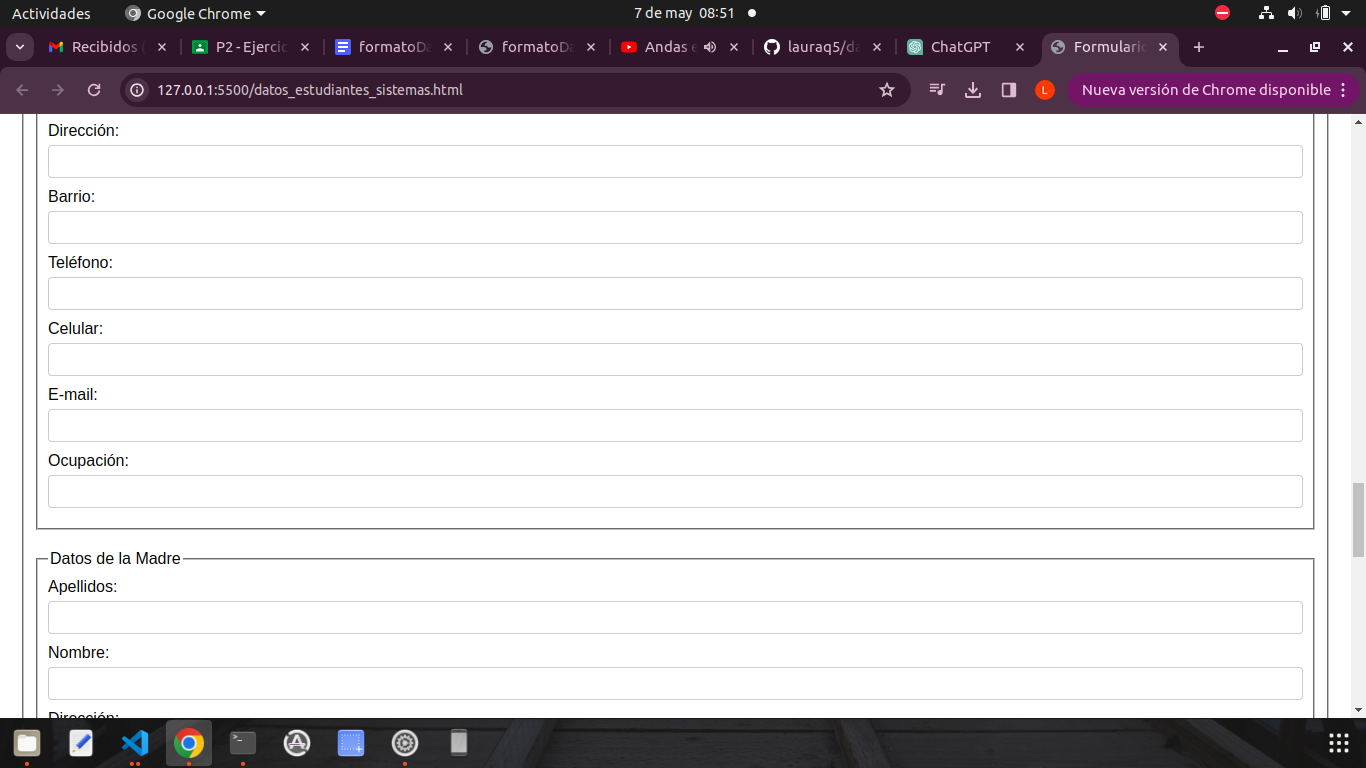 Actividades Google Chrome 7 de may 08:51
Recibidos ( P2 - Ejercic formatoDa formatoDa Andas e lauraq5/da ChatGPT Formulario
127.0.0.1:5500/datos_estudiantes_sistemas.html L Nueva versión de Chrome disponible
Dirección:
Barrio:
Teléfono:
Celular:
E-mail:
Ocupación:
Datos de la Madre
Apellidos:
Nombre:
Dirección: